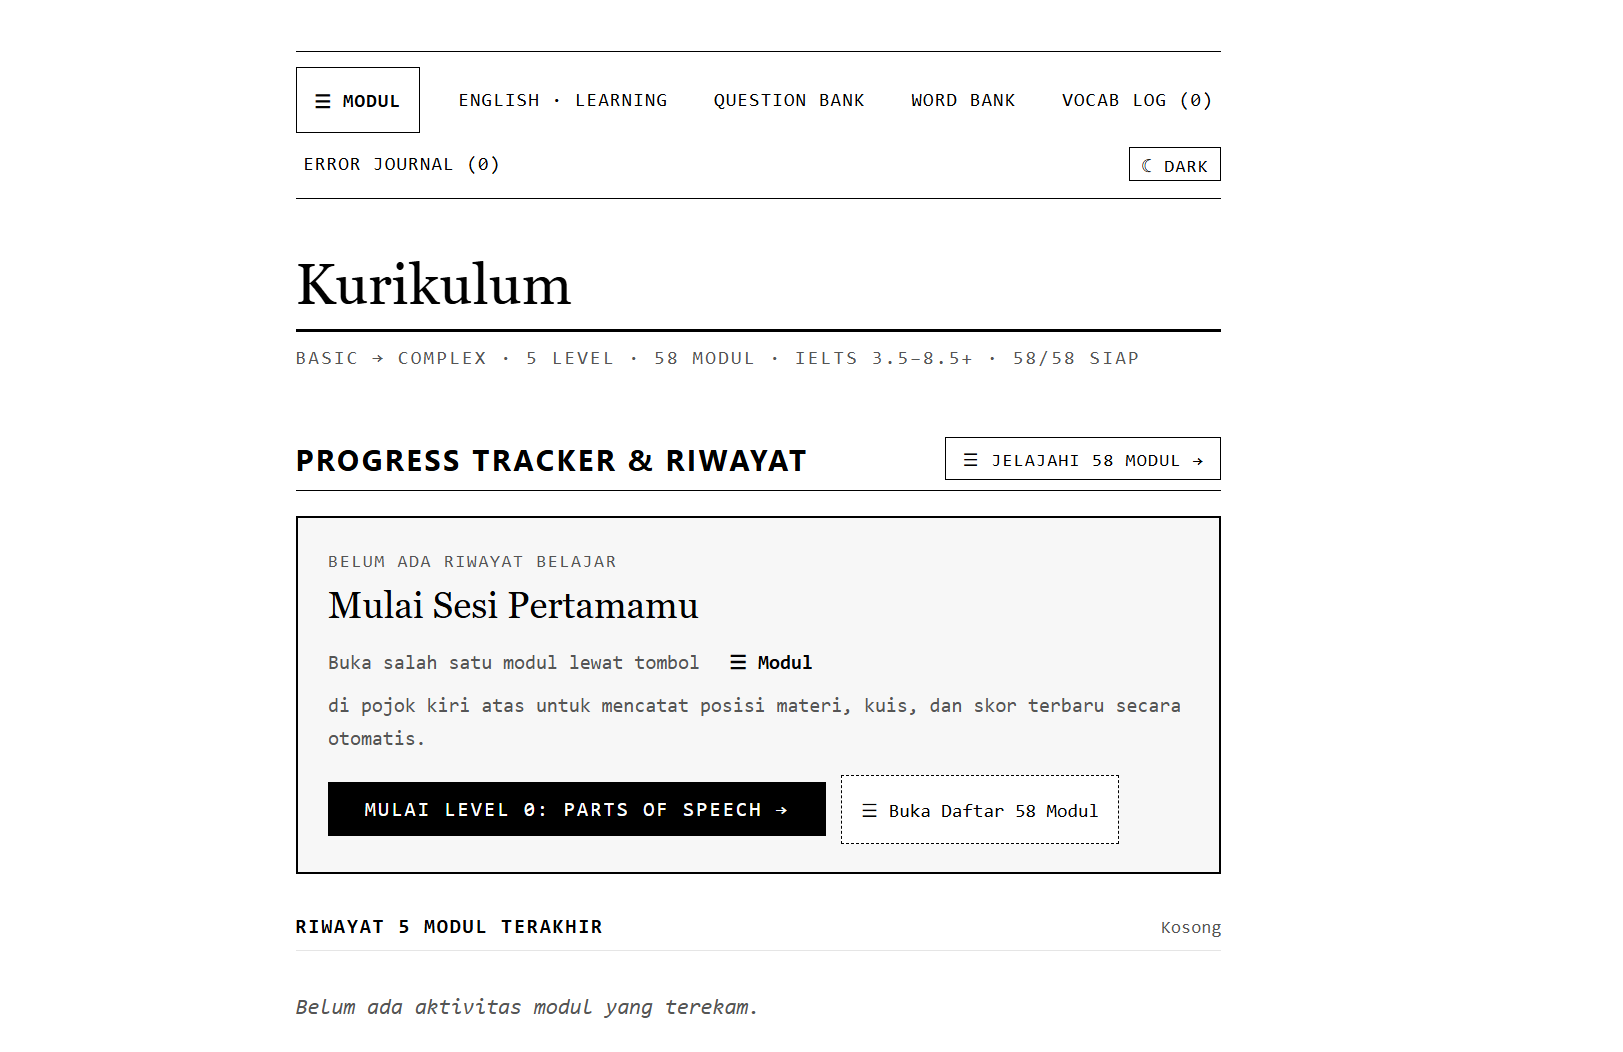 ☰ MODUL ENGLISH · LEARNING QUESTION BANK WORD BANK VOCAB LOG (0)
ERROR JOURNAL (0) ☾ DARK
Kurikulum
BASIC → COMPLEX · 5 LEVEL · 58 MODUL · IELTS 3.5–8.5+ · 58/58 SIAP
PROGRESS TRACKER & RIWAYAT ☰ JELAJAHI 58 MODUL →
BELUM ADA RIWAYAT BELAJAR
Mulai Sesi Pertamamu
Buka salah satu modul lewat tombol ☰ Modul
di pojok kiri atas untuk mencatat posisi materi, kuis, dan skor terbaru secara
otomatis.
MULAI LEVEL 0: PARTS OF SPEECH → ☰ Buka Daftar 58 Modul
RIWAYAT 5 MODUL TERAKHIR Kosong
Belum ada aktivitas modul yang terekam.